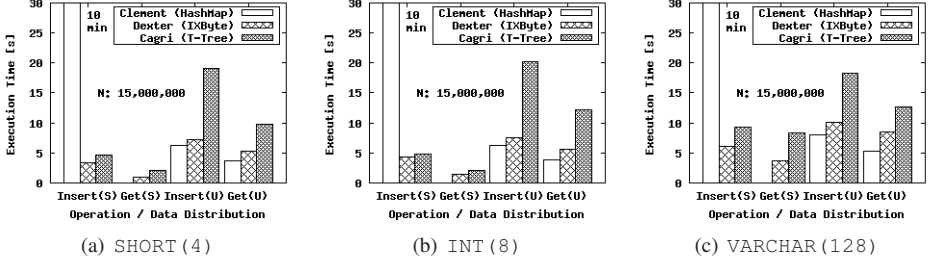 10
min
Clement (HashMap)
Dexter (IXByte)
Cagri (T-Tree)
N: 15,000,000
Execution Time [s]
30
25
20
15
10
5
0
Insert(S) Get(S) Insert(U) Get(U)
Operation / Data Distribution
(a) SHORT(4)
10
min
Clement (HashMap)
Dexter (IXByte)
Cagri (T-Tree)
N: 15,000,000
Execution Time [s]
30
25
20
15
10
5
0
Insert(S) Get(S) Insert(U) Get(U)
Operation / Data Distribution
(b) INT(8)
10
min
Clement (HashMap)
Dexter (IXByte)
Cagri (T-Tree)
N: 15,000,000
Execution Time [s]
30
25
20
15
10
5
0
Insert(S) Get(S) Insert(U) Get(U)
Operation / Data Distribution
(c) VARCHAR(128)